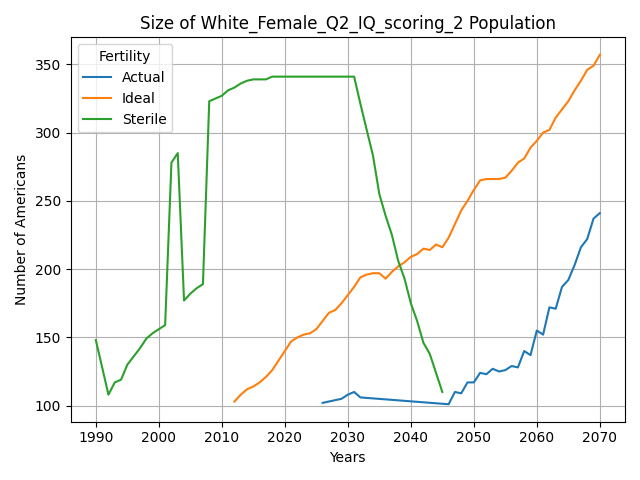 Size of White_Female_Q2_IQ_scoring_2 Population
Fertility
Actual
Ideal
Sterile
Number of Americans
350
300
250
200
150
100
1990 2000 2010 2020 2030 2040 2050 2060 2070
Years